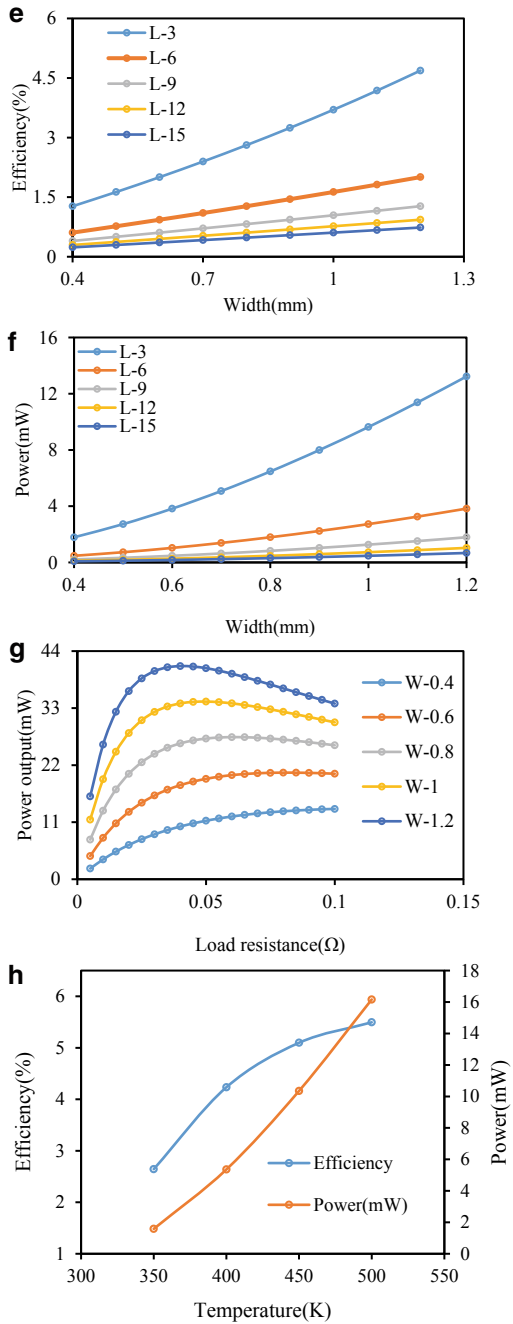 e
6
4.5
3
1.5
0
Efficiency(%)
L-3
L-6
L-9
L-12
L-15
0.4 0.7 1 1.3
Width(mm)
f
16
12
8
4
0
Power(mW)
L-3
L-6
L-9
L-12
L-15
0.4 0.6 0.8 1 1.2
Width(mm)
g
44
33
22
11
0
Power output(mW)
W-0.4
W-0.6
W-0.8
W-1
W-1.2
0 0.05 0.1 0.15
Load resistance(Ω)
h
6
5
4
3
2
1
Efficiency(%)
18
16
14
12
10
8
6
4
2
0
Power(mW)
Efficiency
Power(mW)
300 350 400 450 500 550
Temperature(K)